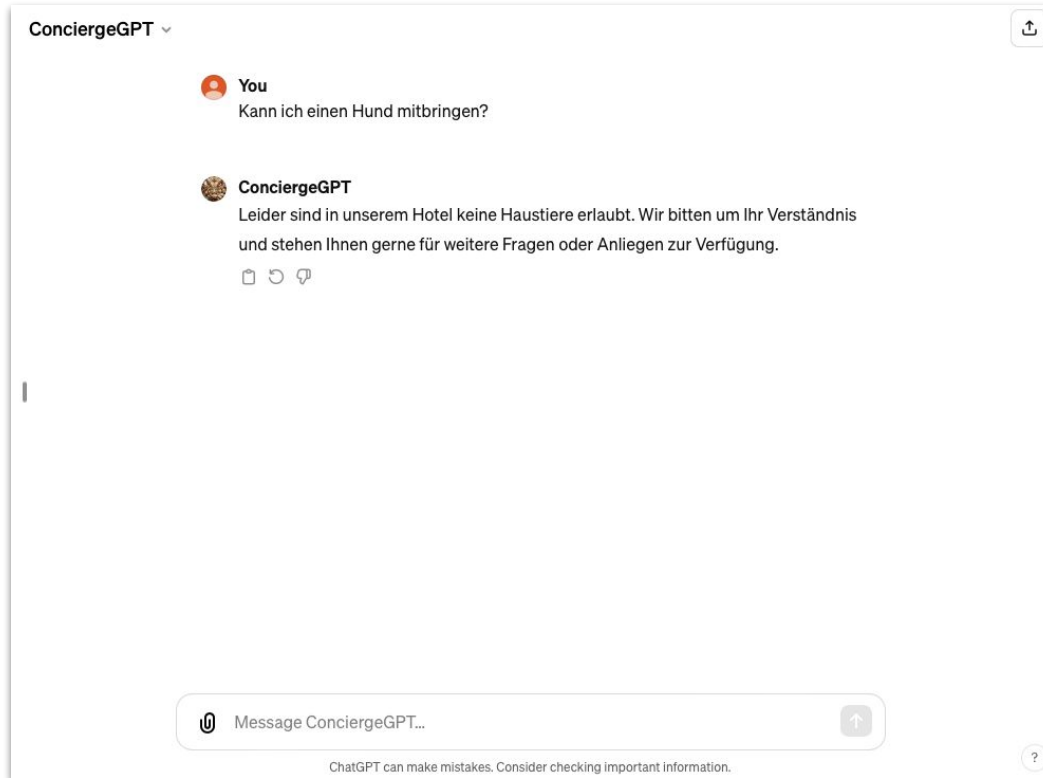 ConciergeGPT
You
Kann ich einen Hund mitbringen?
ConciergeGPT
Leider sind in unserem Hotel keine Haustiere erlaubt. Wir bitten um Ihr Verständnis
und stehen Ihnen gerne für weitere Fragen oder Anliegen zur Verfügung.
Message ConciergeGPT...
ChatGPT can make mistakes. Consider checking important information.
?